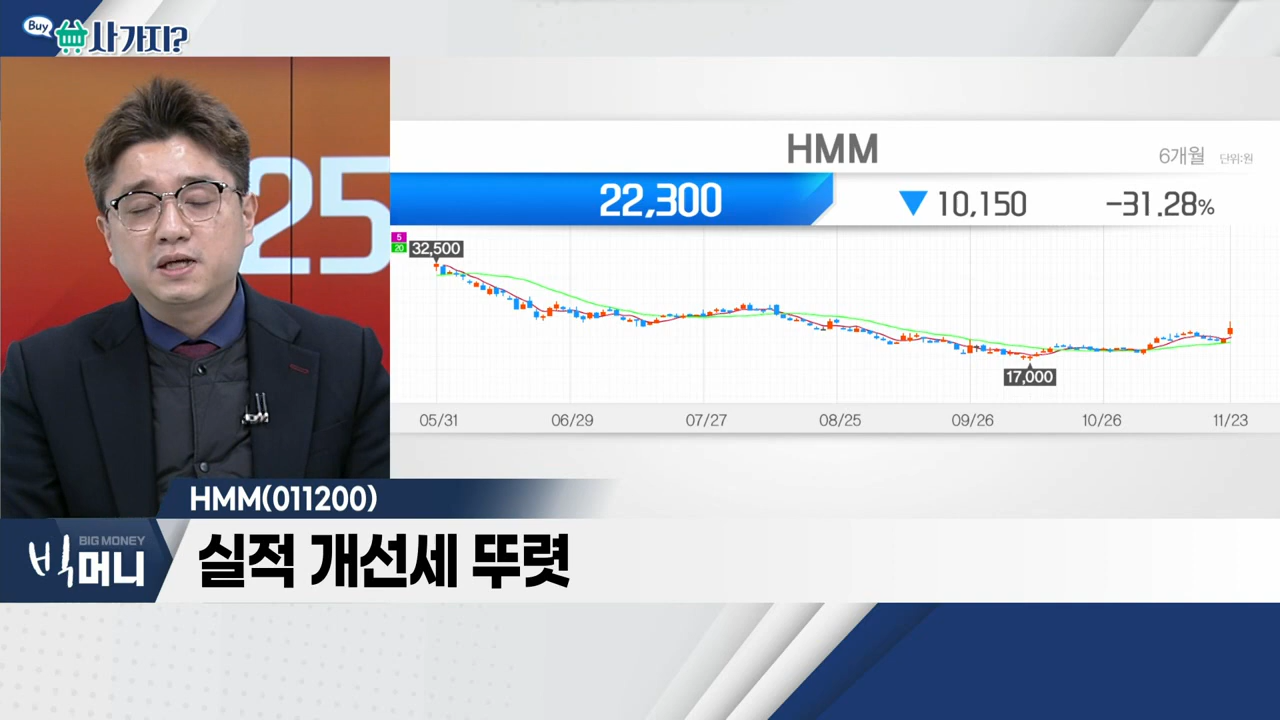 Buy 사가지?
25
HMM
6개월 단위:원
22,300 ▼ 10,150 -31.28%
5
20
32,500
17,000
05/31 06/29 07/27 08/25 09/26 10/26 11/23
HMM(011200)
BIG MONEY
빅머니
실적 개선세 뚜렷